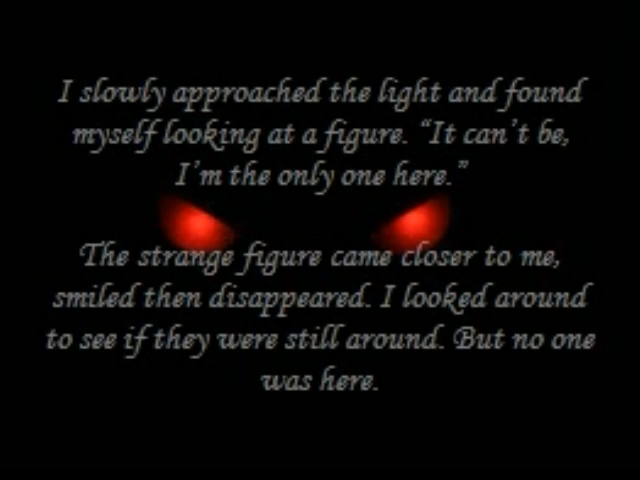 I slowly approached the light and found
myself looking at a figure. “It can’t be,
I’m the only one here.”
The strange figure came closer to me,
smiled then disappeared. I looked around
to see if they were still around. But no one
was here.